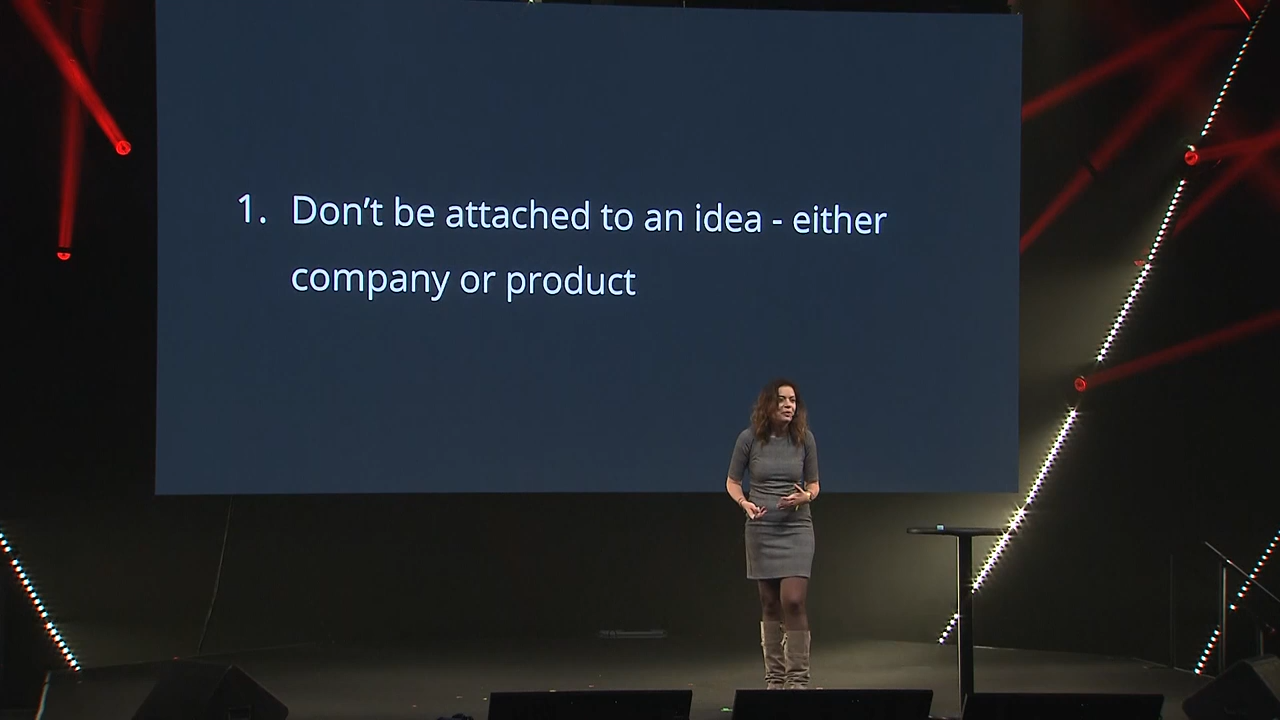 1. Don’t be attached to an idea - either
company or product